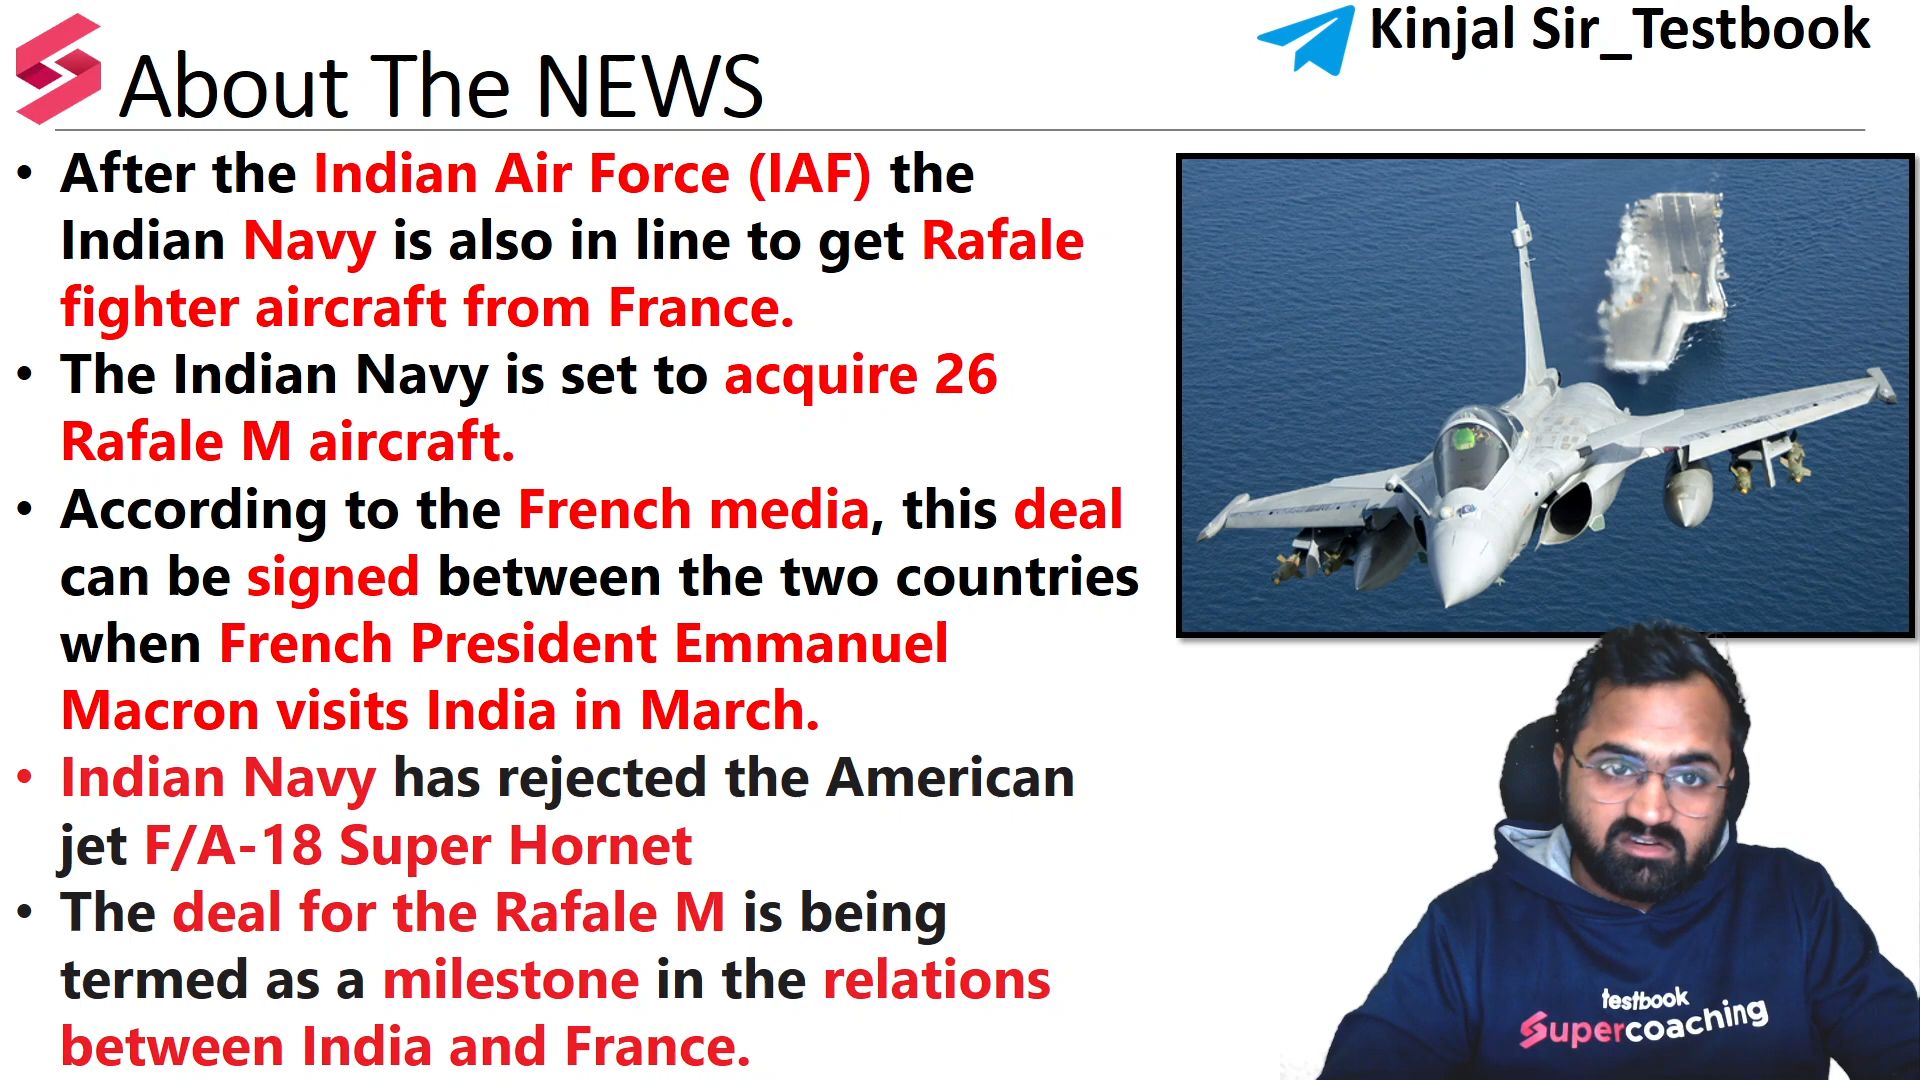 About The NEWS
Kinjal Sir_Testbook
• After the Indian Air Force (IAF) the
Indian Navy is also in line to get Rafale
fighter aircraft from France.
• The Indian Navy is set to acquire 26
Rafale M aircraft.
• According to the French media, this deal
can be signed between the two countries
when French President Emmanuel
Macron visits India in March.
• Indian Navy has rejected the American
jet F/A-18 Super Hornet
• The deal for the Rafale M is being
termed as a milestone in the relations
between India and France.
testbook
Supercoaching